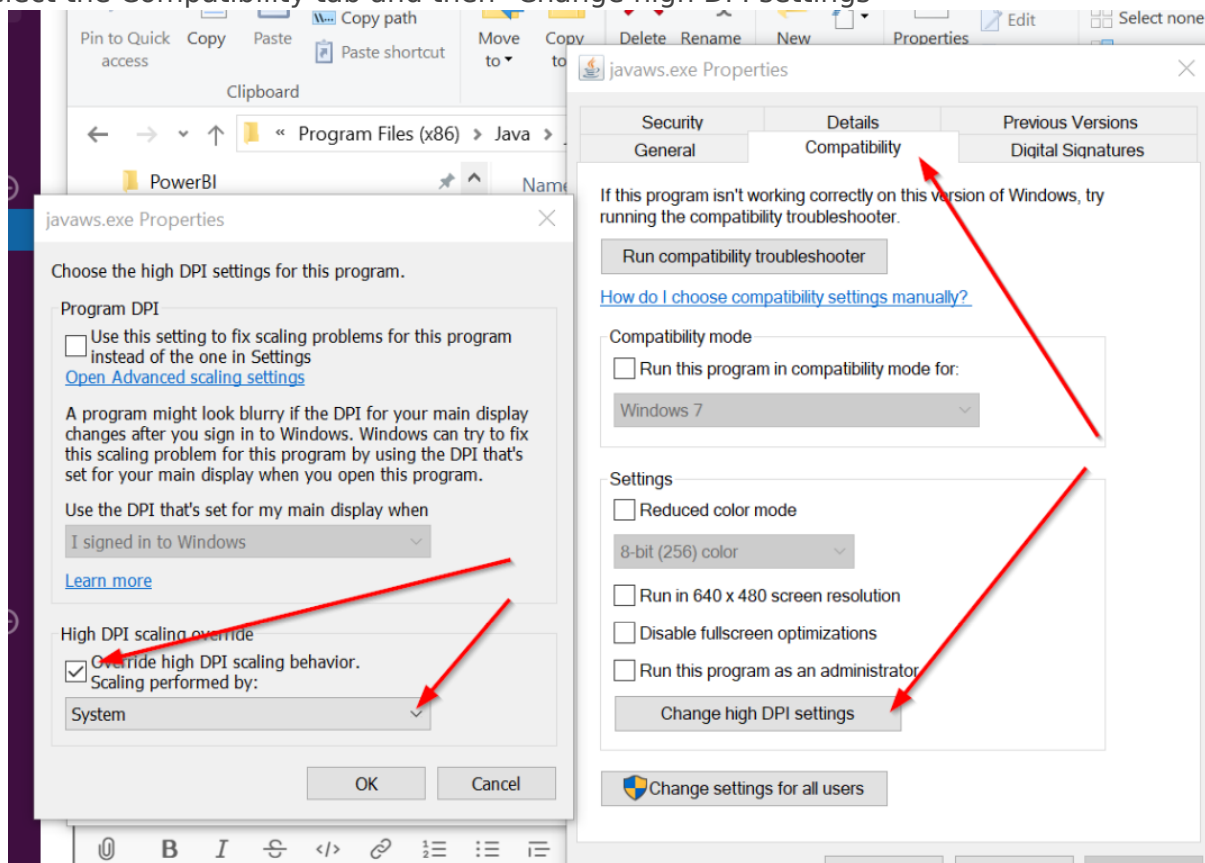 lect the Compatibility tab and then "Change high DPI settings"
Pin to Quick access
Copy
Paste
Copy path
Paste shortcut
Clipboard
Move to
Copy to
Delete
Rename
New
Properties
Edit
Select none
« Program Files (x86) > Java >
PowerBI
Name
javaws.exe Properties
Choose the high DPI settings for this program.
Program DPI
Use this setting to fix scaling problems for this program
instead of the one in Settings
Open Advanced scaling settings
A program might look blurry if the DPI for your main display
changes after you sign in to Windows. Windows can try to fix
this scaling problem for this program by using the DPI that's
set for your main display when you open this program.
Use the DPI that's set for my main display when
I signed in to Windows
Learn more
High DPI scaling override
Override high DPI scaling behavior.
Scaling performed by:
System
OK
Cancel
B I S </>
javaws.exe Properties
Security
Details
Previous Versions
General
Compatibility
Digital Signatures
If this program isn't working correctly on this version of Windows, try
running the compatibility troubleshooter.
Run compatibility troubleshooter
How do I choose compatibility settings manually?
Compatibility mode
Run this program in compatibility mode for:
Windows 7
Settings
Reduced color mode
8-bit (256) color
Run in 640 x 480 screen resolution
Disable fullscreen optimizations
Run this program as an administrator
Change high DPI settings
Change settings for all users